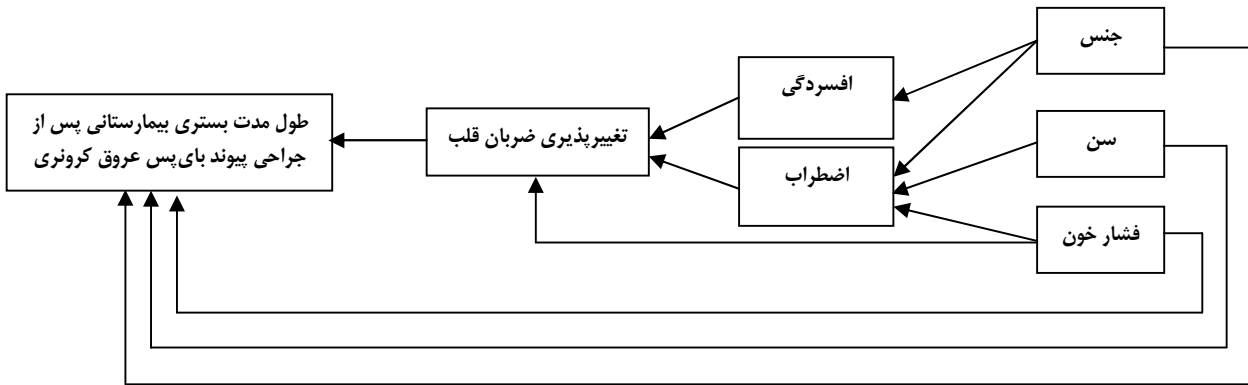 جنس
افسردگی
طول مدت بستری بیمارستانی پس از
جراحی پیوند بای‌پس عروق کرونری
تغییرپذیری ضربان قلب
سن
اضطراب
فشار خون